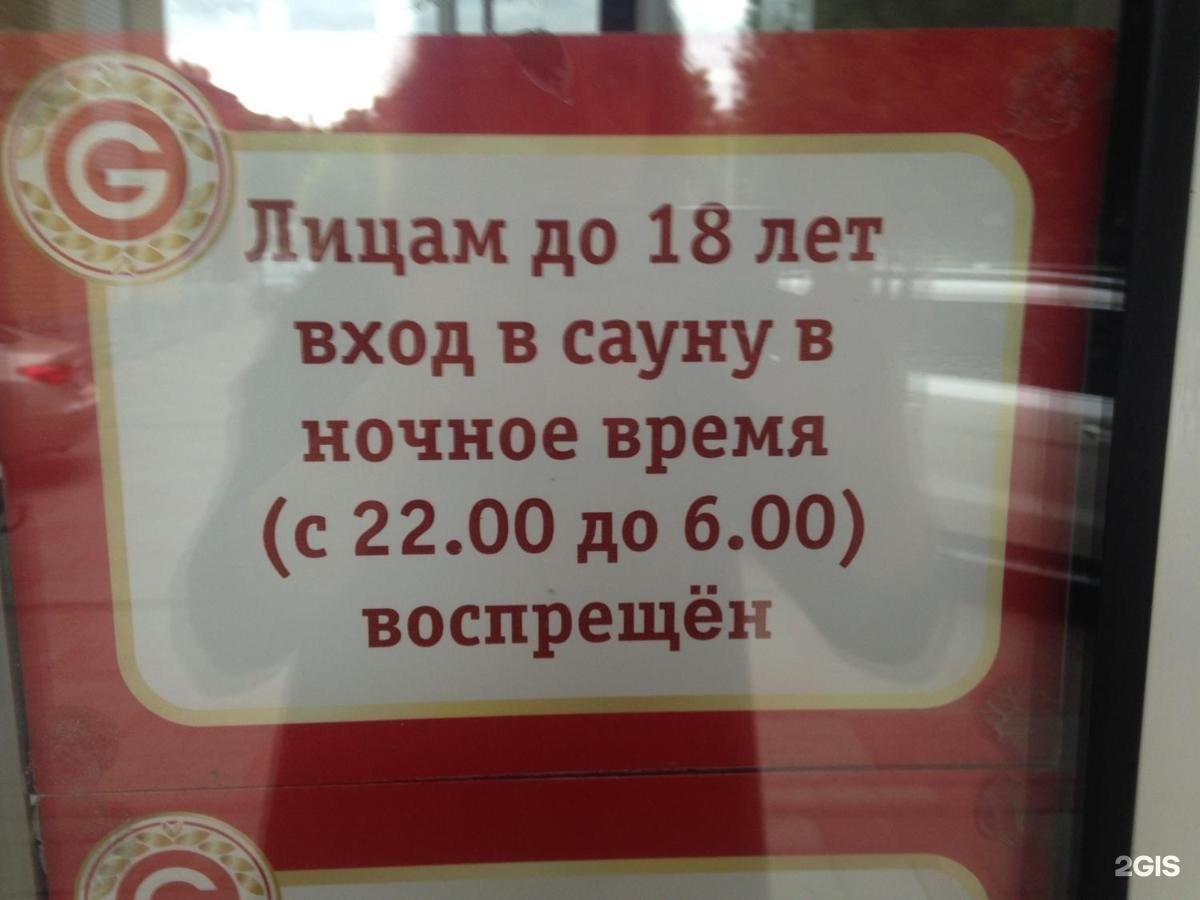 G
Лицам до 18 лет
вход в сауну в
ночное время
(с 22.00 до 6.00)
воспрещён
G
2GIS